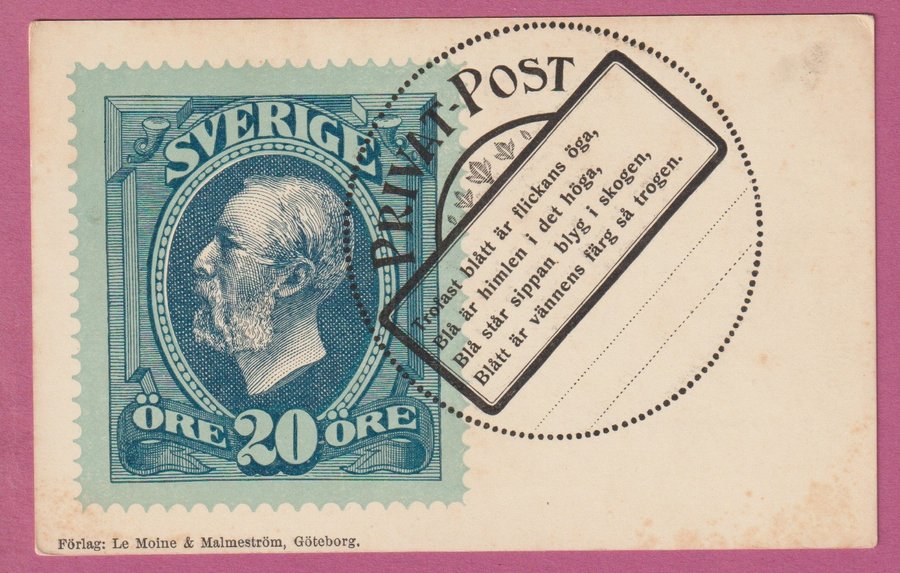 SVERIGE
ÖRE 20 ÖRE
PRIVAT-POST
Trofast blått är flickans öga,
Blå är himlen i det höga,
Blå står sippan blyg i skogen,
Blått är vännens färg så trogen.
Förlag: Le Moine & Malmeström, Göteborg.